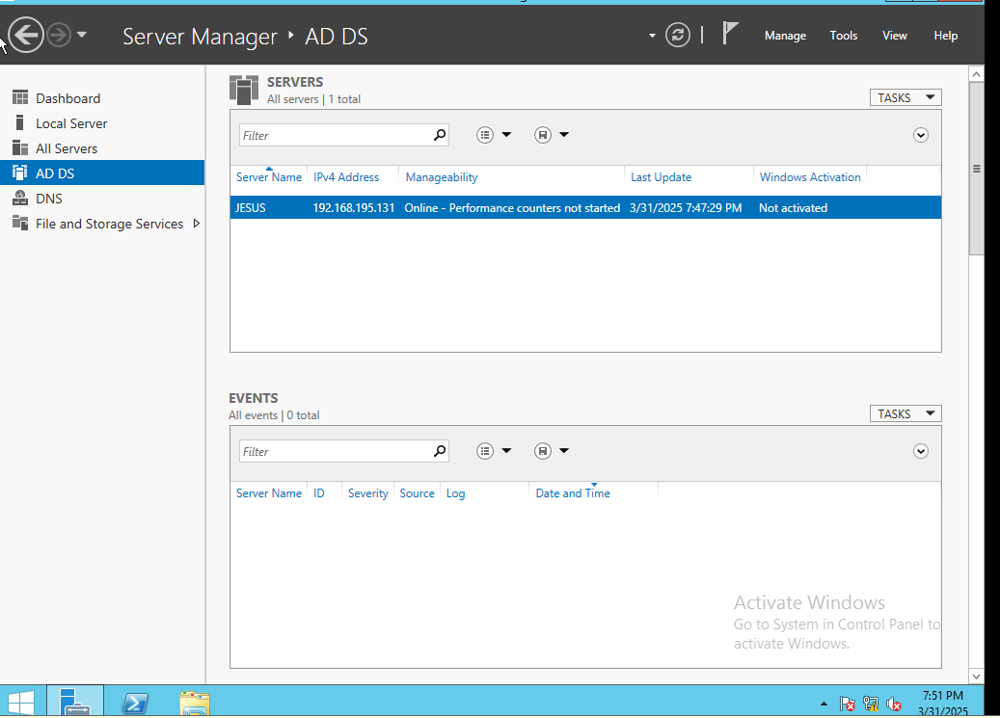 Server Manager ‣ AD DS
Manage Tools View Help
Dashboard
Local Server
All Servers
AD DS
DNS
File and Storage Services
SERVERS
All servers | 1 total
TASKS
Filter
Server Name IPv4 Address Manageability Last Update Windows Activation
JESUS 192.168.195.131 Online - Performance counters not started 3/31/2025 7:47:29 PM Not activated
EVENTS
All events | 0 total
TASKS
Filter
Server Name ID Severity Source Log Date and Time
Activate Windows
Go to System in Control Panel to
activate Windows.
7:51 PM
3/31/2025